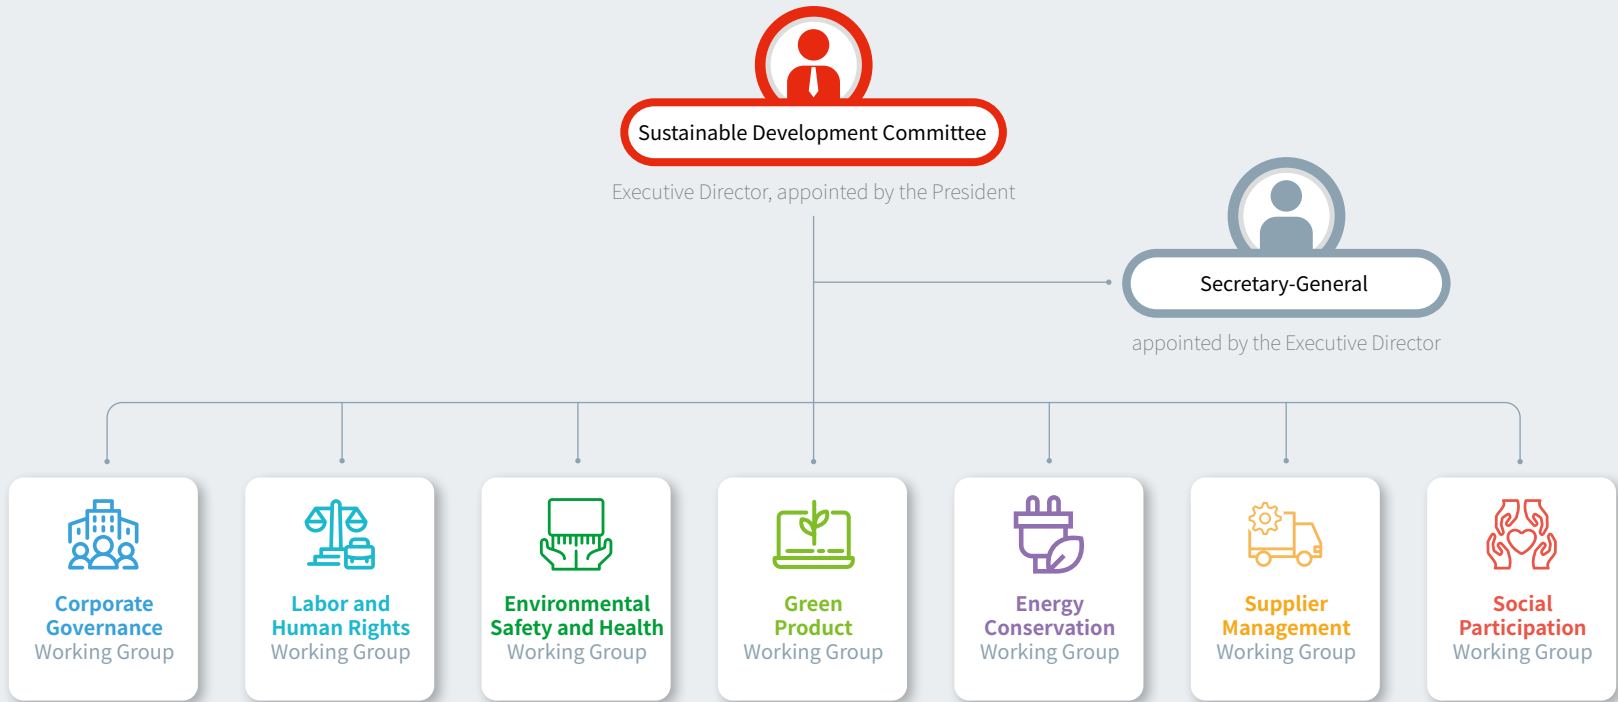 Sustainable Development Committee
Executive Director, appointed by the President
Secretary-General
appointed by the Executive Director
Corporate
Governance
Working Group
Labor and
Human Rights
Working Group
Environmental
Safety and Health
Working Group
Green
Product
Working Group
Energy
Conservation
Working Group
Supplier
Management
Working Group
Social
Participation
Working Group